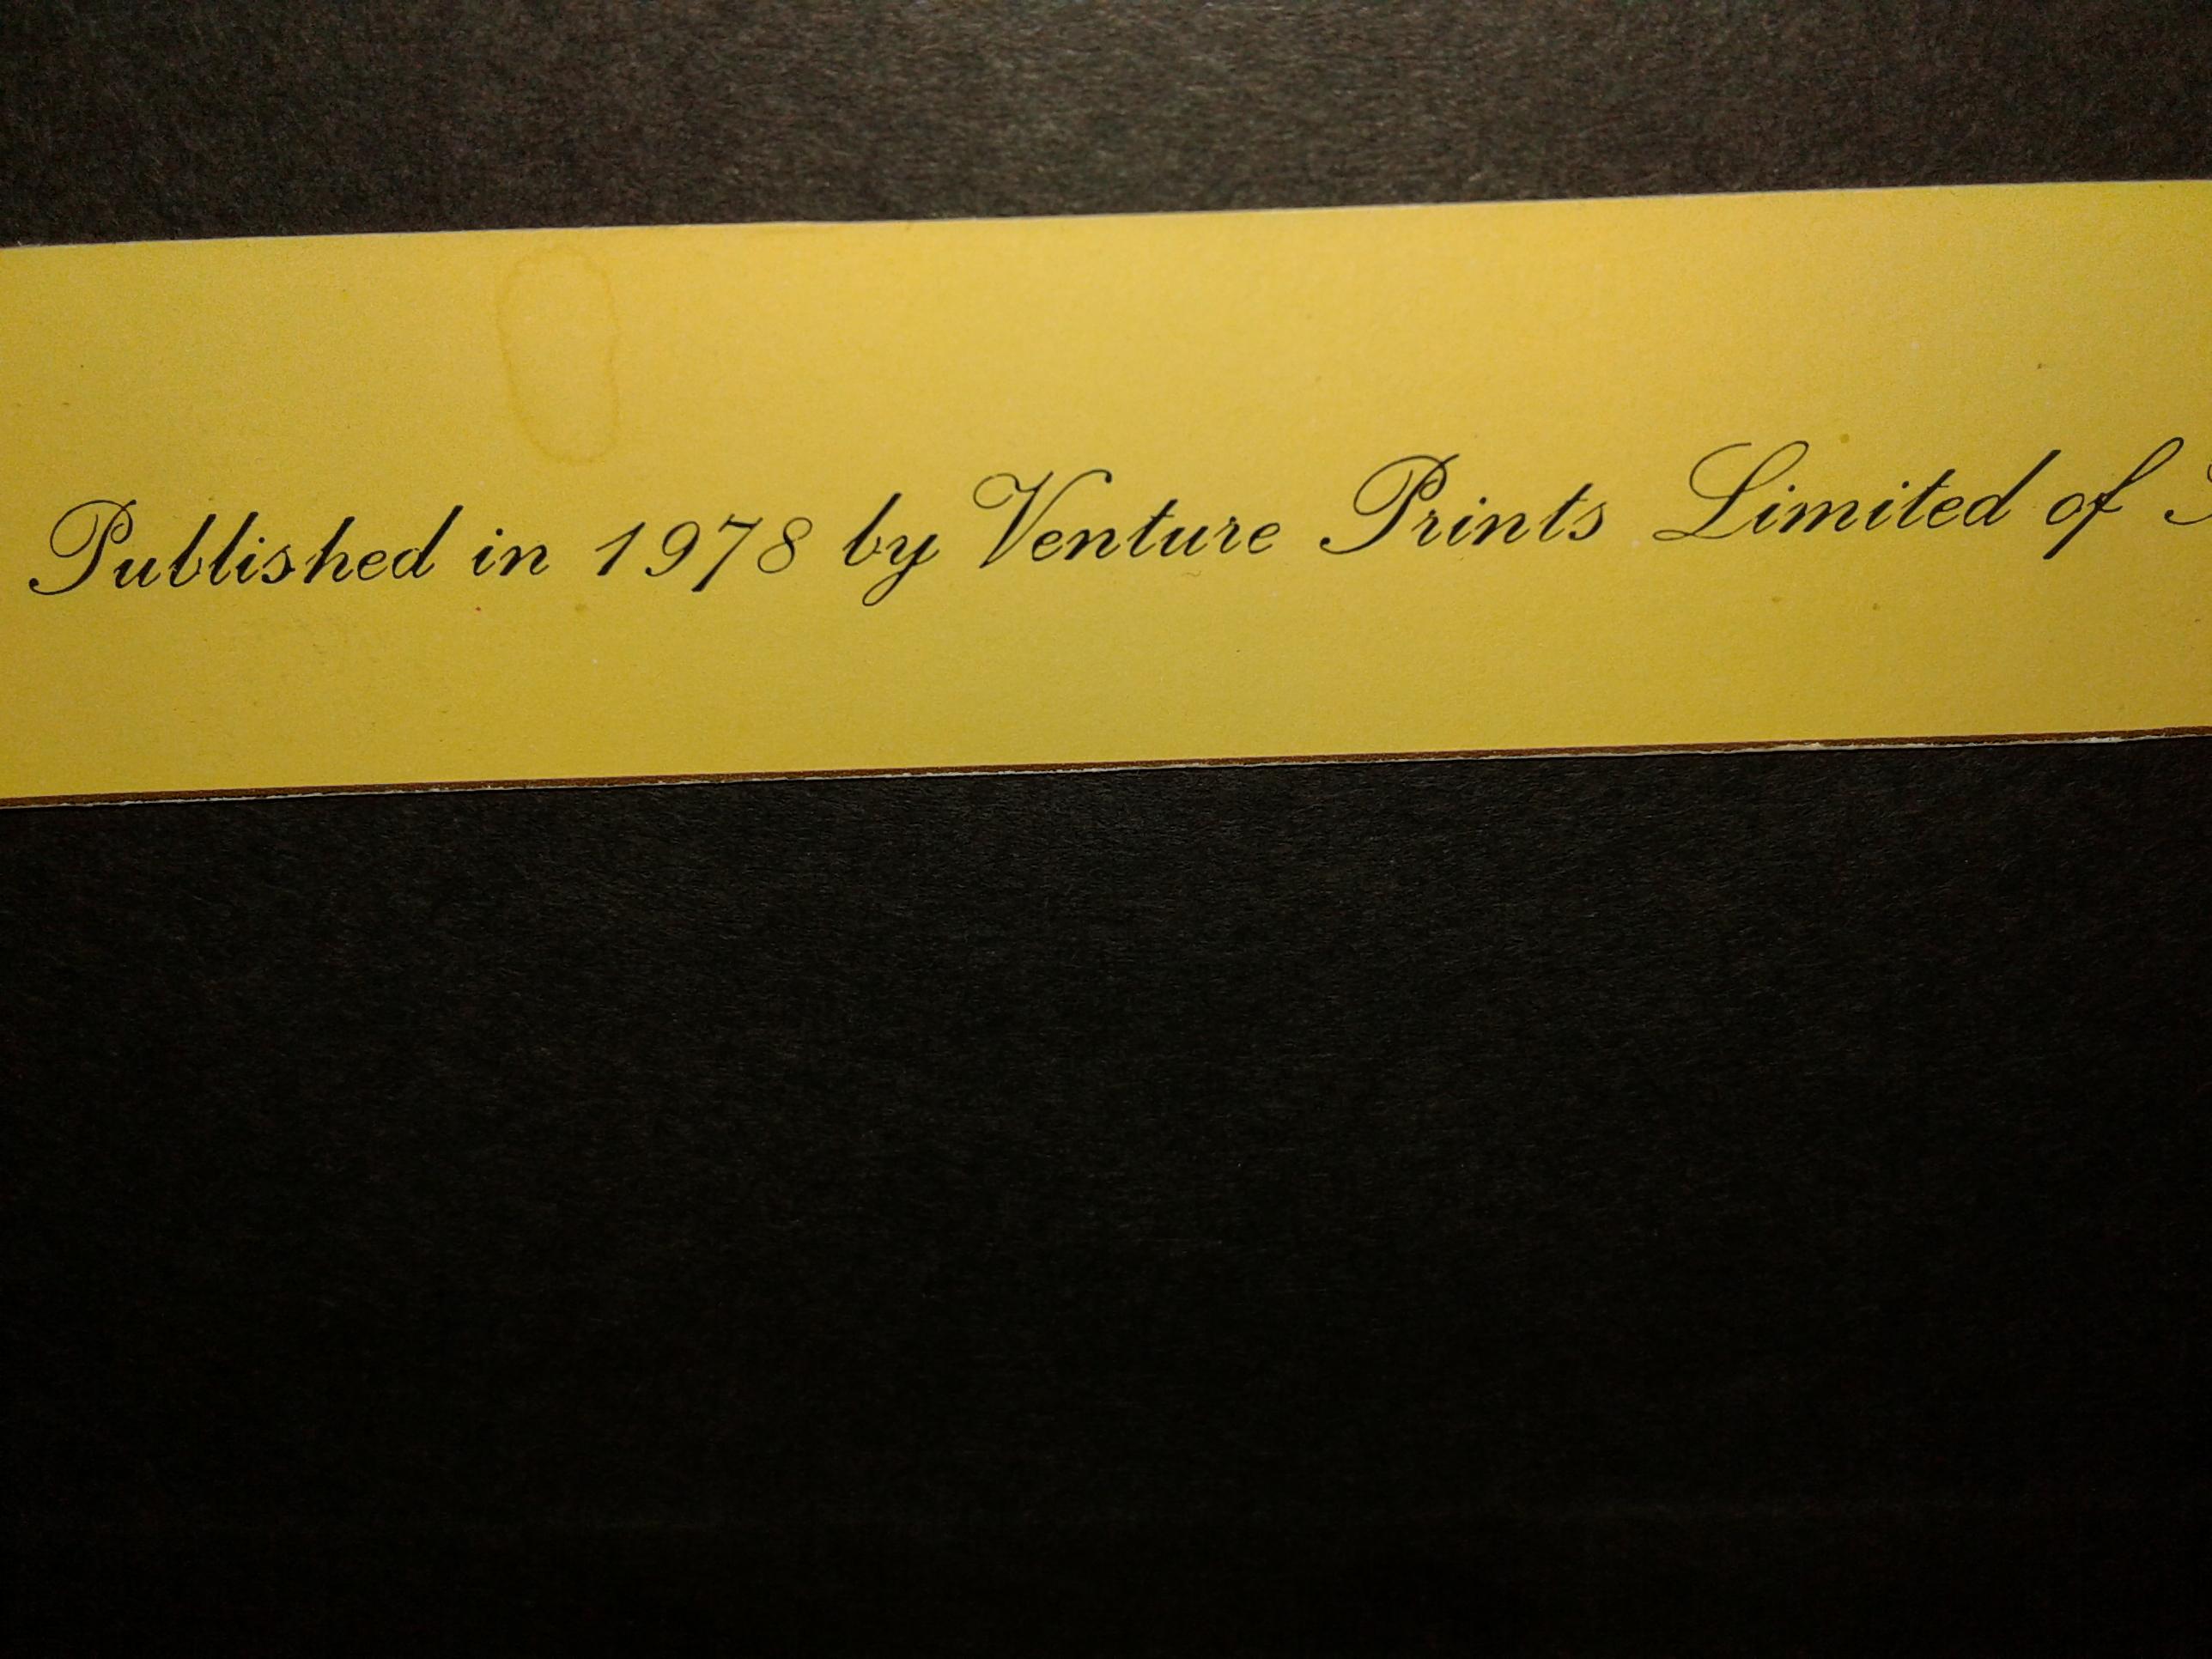 Published in 1978 by Venture Prints Limited of